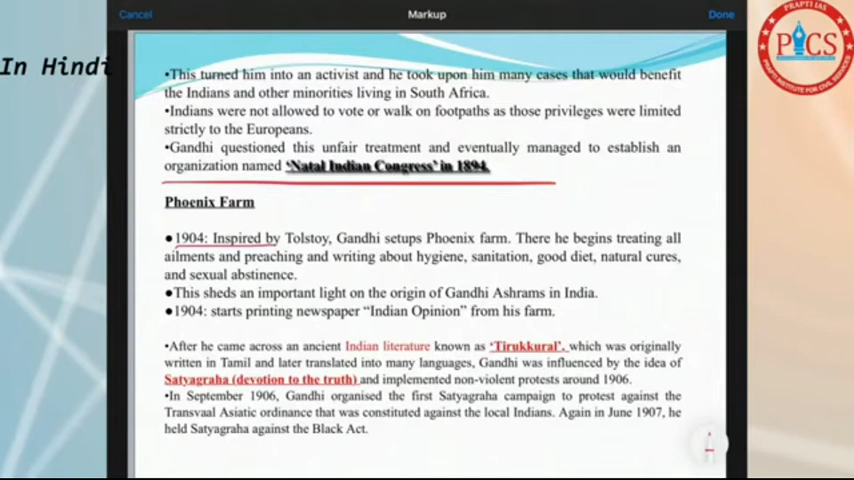 Cancel
Markup
Done
In Hindi
PRAPTI IAS
PiCS
PRAPTI INSTITUTE FOR CIVIL SERVICES
•This turned him into an activist and he took upon him many cases that would benefit
the Indians and other minorities living in South Africa.
•Indians were not allowed to vote or walk on footpaths as those privileges were limited
strictly to the Europeans.
•Gandhi questioned this unfair treatment and eventually managed to establish an
organization named ‘Natal Indian Congress’ in 1894.
Phoenix Farm
●1904: Inspired by Tolstoy, Gandhi setups Phoenix farm. There he begins treating all
ailments and preaching and writing about hygiene, sanitation, good diet, natural cures,
and sexual abstinence.
●This sheds an important light on the origin of Gandhi Ashrams in India.
●1904: starts printing newspaper “Indian Opinion” from his farm.
•After he came across an ancient Indian literature known as ‘Tirukkural’, which was originally
written in Tamil and later translated into many languages, Gandhi was influenced by the idea of
Satyagraha (devotion to the truth) and implemented non-violent protests around 1906.
•In September 1906, Gandhi organised the first Satyagraha campaign to protest against the
Transvaal Asiatic ordinance that was constituted against the local Indians. Again in June 1907, he
held Satyagraha against the Black Act.